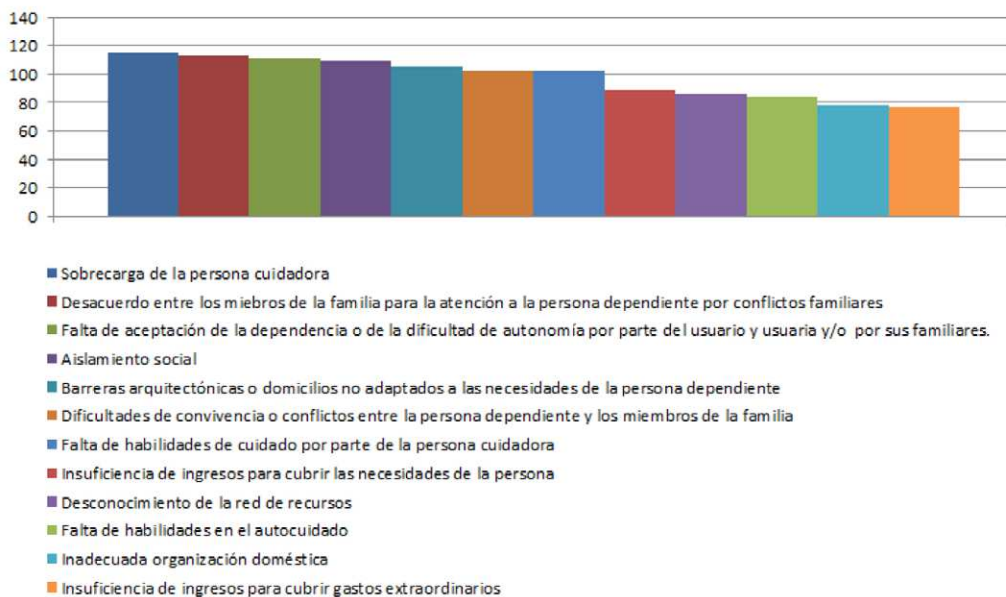 140
120
100
80
60
40
20
0
Sobrecarga de la persona cuidadora
Desacuerdo entre los miebros de la familia para la atención a la persona dependiente por conflictos familiares
Falta de aceptación de la dependencia o de la dificultad de autonomía por parte del usuario y usuaria y/o por sus familiares.
Aislamiento social
Barreras arquitectónicas o domicilios no adaptados a las necesidades de la persona dependiente
Dificultades de convivencia o conflictos entre la persona dependiente y los miembros de la familia
Falta de habilidades de cuidado por parte de la persona cuidadora
Insuficiencia de ingresos para cubrir las necesidades de la persona
Desconocimiento de la red de recursos
Falta de habilidades en el autocuidado
Inadecuada organización doméstica
Insuficiencia de ingresos para cubrir gastos extraordinarios